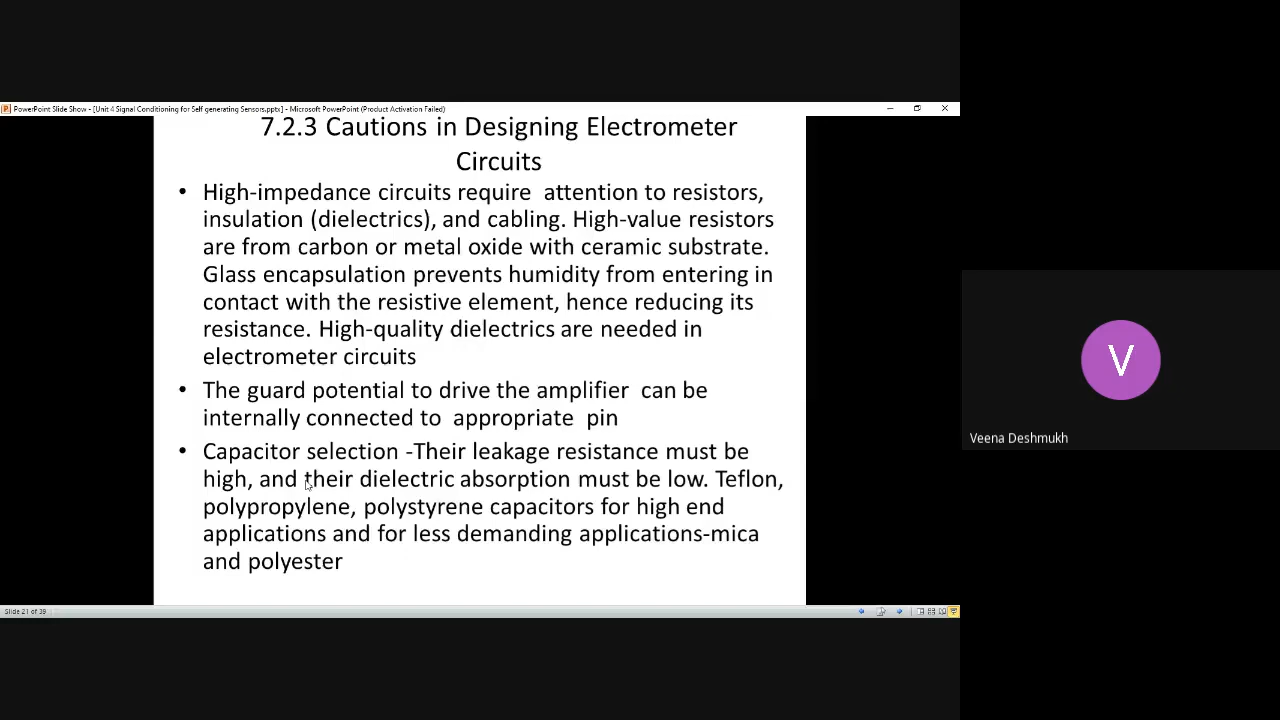 PowerPoint Slide Show - [Unit 4 Signal Conditioning for Self generating Sensors.ppts] - Microsoft PowerPoint (Product Activation Failed)
7.2.3 Cautions in Designing Electrometer
Circuits
• High-impedance circuits require attention to resistors,
insulation (dielectrics), and cabling. High-value resistors
are from carbon or metal oxide with ceramic substrate.
Glass encapsulation prevents humidity from entering in
contact with the resistive element, hence reducing its
resistance. High-quality dielectrics are needed in
electrometer circuits
• The guard potential to drive the amplifier can be
internally connected to appropriate pin
• Capacitor selection -Their leakage resistance must be
high, and their dielectric absorption must be low. Teflon,
polypropylene, polystyrene capacitors for high end
applications and for less demanding applications-mica
and polyester
Slide 21 of 39
V
Veena Deshmukh